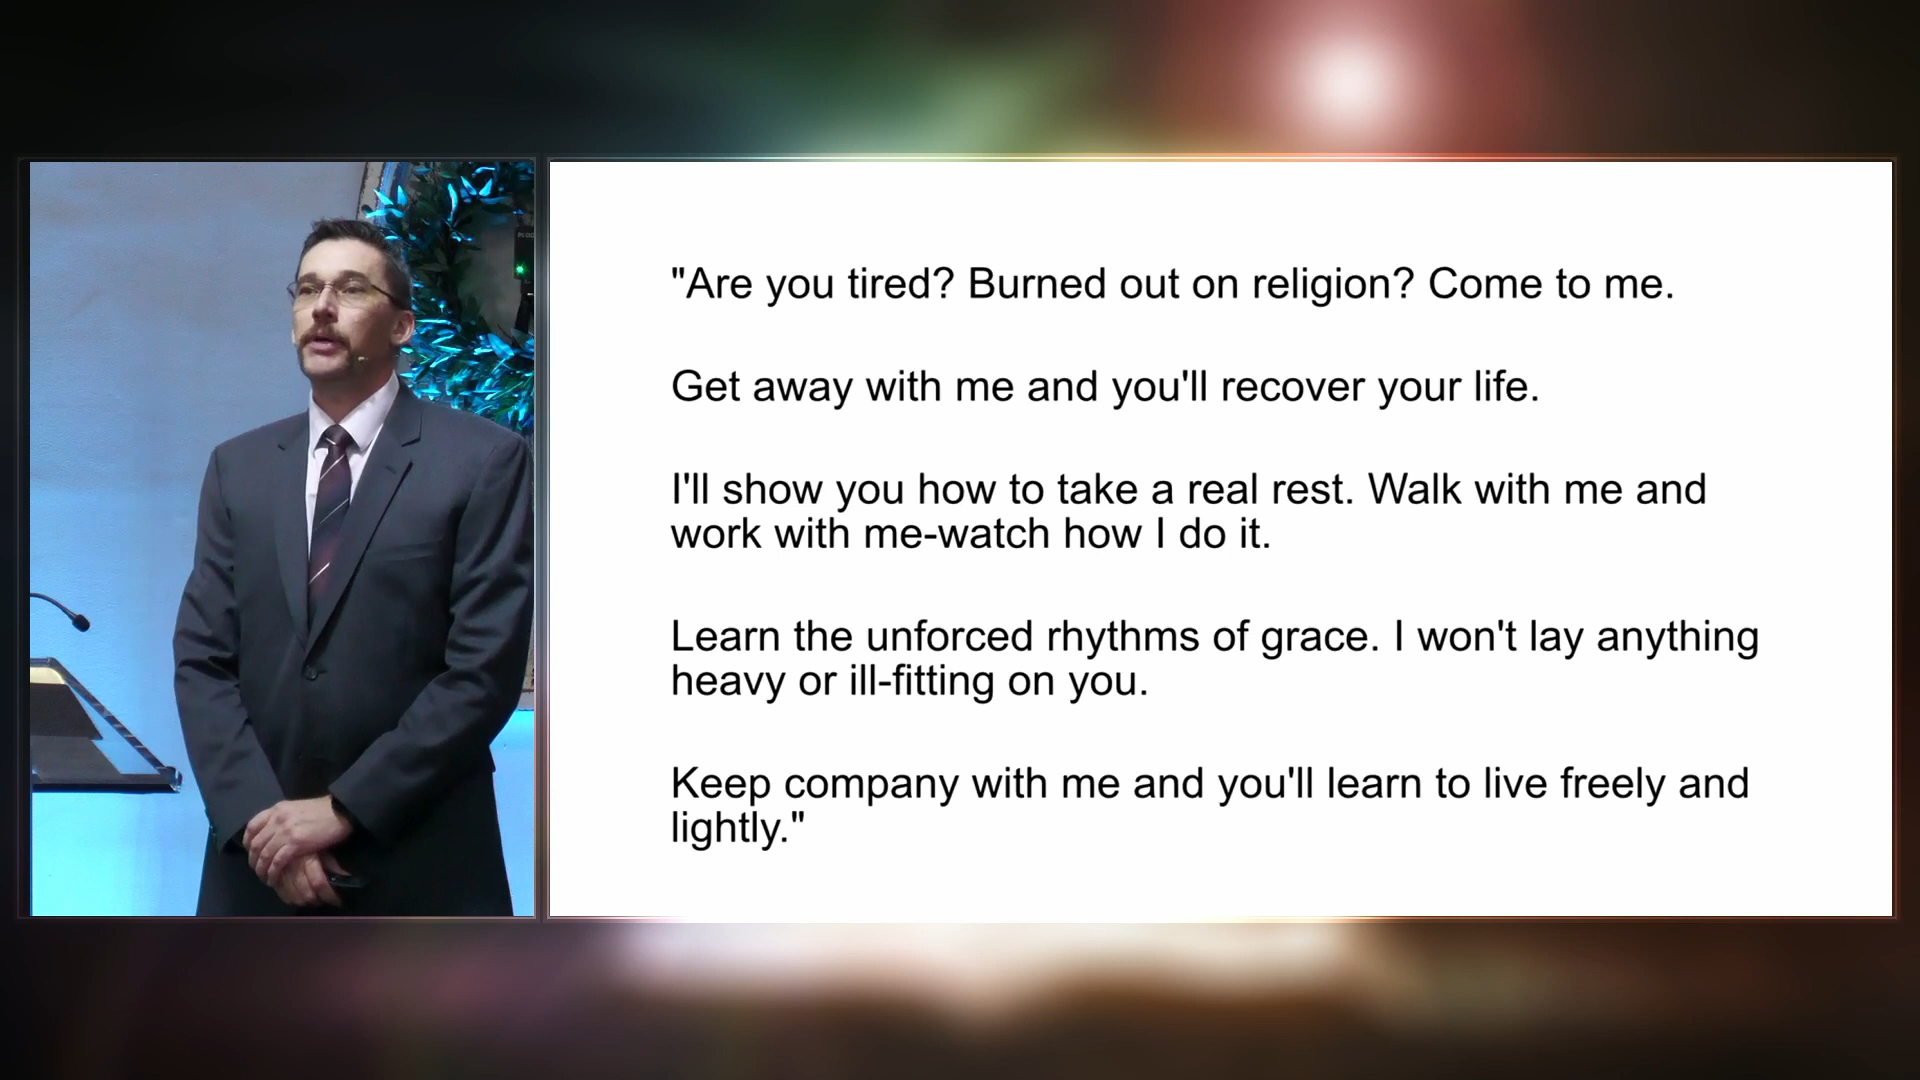 "Are you tired? Burned out on religion? Come to me.
Get away with me and you'll recover your life.
I'll show you how to take a real rest. Walk with me and
work with me-watch how I do it.
Learn the unforced rhythms of grace. I won't lay anything
heavy or ill-fitting on you.
Keep company with me and you'll learn to live freely and
lightly."